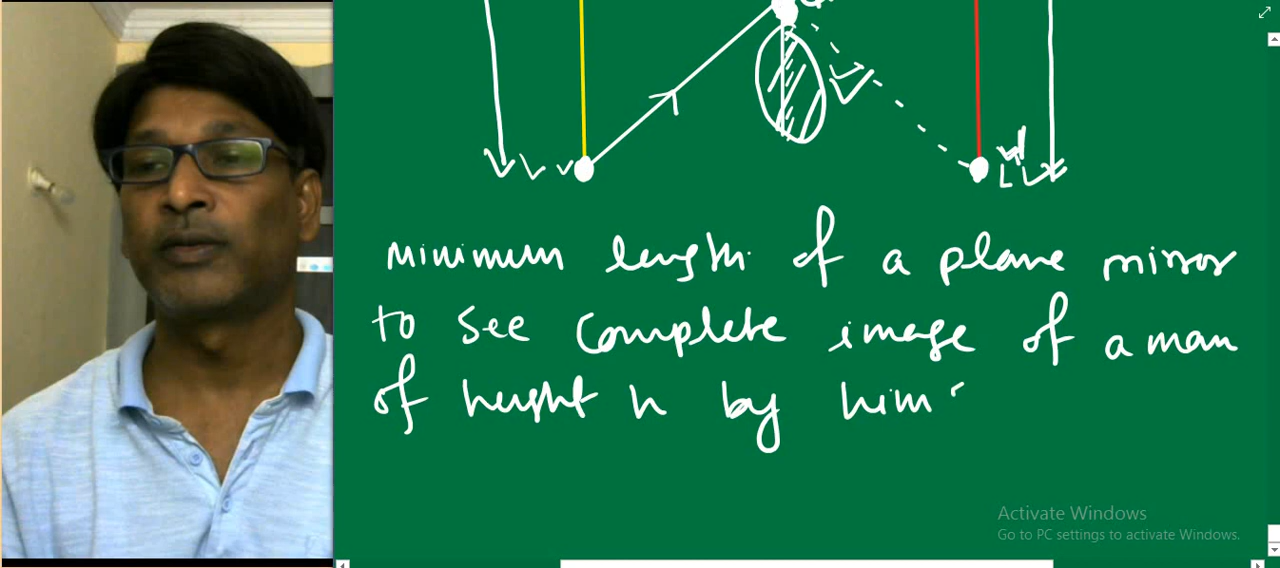 Minimum length of a plane mirror
to see complete image of a man
of height h by him
Activate Windows
Go to PC settings to activate Windows.